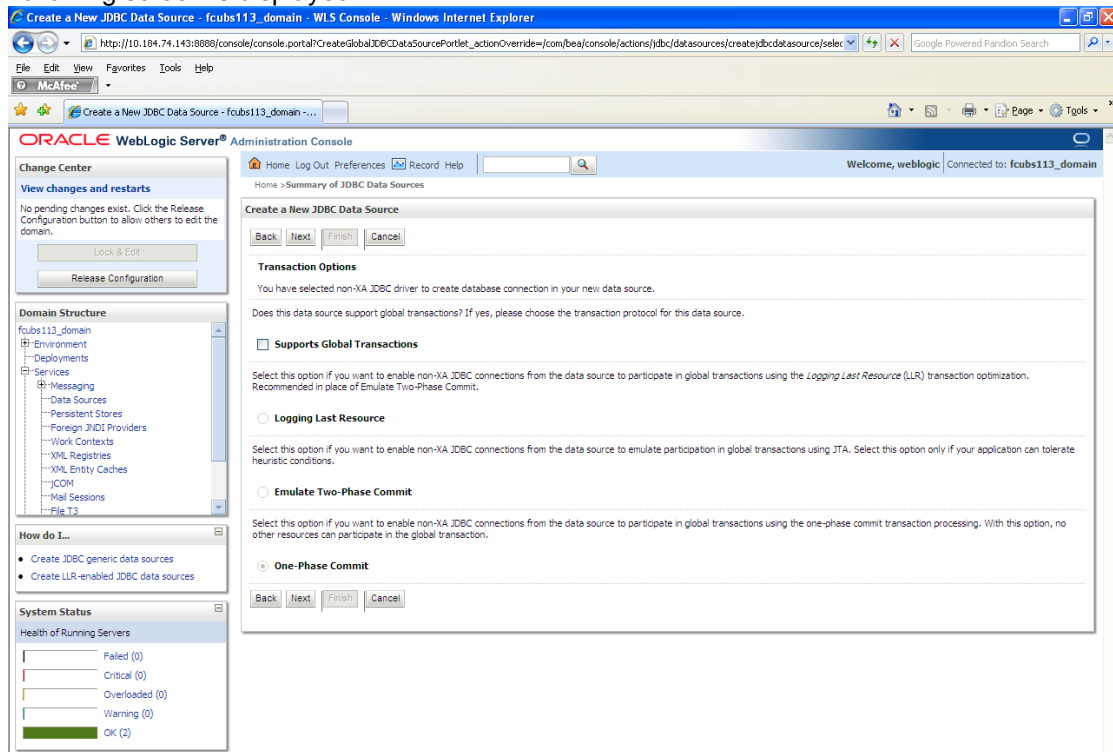 Create a New JDBC Data Source - fcubs113_domain - WLS Console - Windows Internet Explorer
http://10.184.74.143:8888/console/console.portal?CreateGlobalJDBCDataSourcePortlet_actionOverride=/com/bea/console/actions/jdbc/datasources/createjdbcdatasource/selec
Google Powered Pandion Search
File Edit View Favorites Tools Help
McAfee
Create a New JDBC Data Source - fcubs113_domain -...
Page Tools
ORACLE WebLogic Server® Administration Console
Change Center
View changes and restarts
No pending changes exist. Click the Release
Configuration button to allow others to edit the
domain.
Lock & Edit
Release Configuration
Domain Structure
fcubs113_domain
Environment
Deployments
Services
Messaging
Data Sources
Persistent Stores
Foreign JNDI Providers
Work Contexts
XML Registries
XML Entity Caches
jCOM
Mail Sessions
File T3
How do I...
Create JDBC generic data sources
Create LLR-enabled JDBC data sources
System Status
Health of Running Servers
Failed (0)
Critical (0)
Overloaded (0)
Warning (0)
OK (2)
Home Log Out Preferences Record Help
Welcome, weblogic Connected to: fcubs113_domain
Home >Summary of JDBC Data Sources
Create a New JDBC Data Source
Back Next Finish Cancel
Transaction Options
You have selected non-XA JDBC driver to create database connection in your new data source.
Does this data source support global transactions? If yes, please choose the transaction protocol for this data source.
Supports Global Transactions
Select this option if you want to enable non-XA JDBC connections from the data source to participate in global transactions using the Logging Last Resource (LLR) transaction optimization.
Recommended in place of Emulate Two-Phase Commit.
Logging Last Resource
Select this option if you want to enable non-XA JDBC connections from the data source to emulate participation in global transactions using JTA. Select this option only if your application can tolerate
heuristic conditions.
Emulate Two-Phase Commit
Select this option if you want to enable non-XA JDBC connections from the data source to participate in global transactions using the one-phase commit transaction processing. With this option, no
other resources can participate in the global transaction.
One-Phase Commit
Back Next Finish Cancel